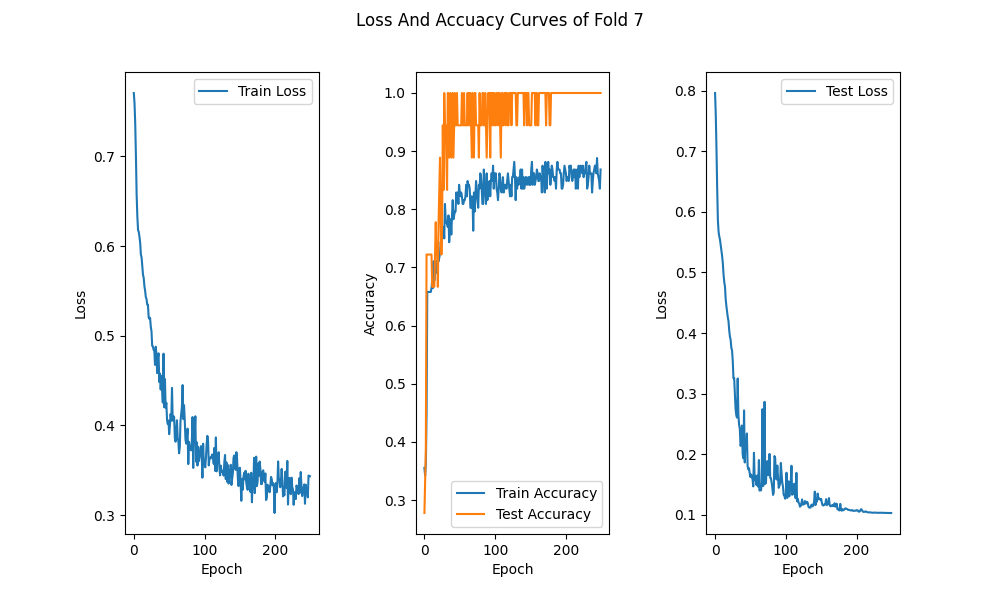 Loss And Accuacy Curves of Fold 7
Train Loss
0.7
0.6
0.5
0.4
0.3
Loss
0
100
200
Epoch
1.0
0.9
0.8
0.7
0.6
0.5
0.4
0.3
Accuracy
Train Accuracy
Test Accuracy
0
100
200
Epoch
Test Loss
0.8
0.7
0.6
0.5
0.4
0.3
0.2
0.1
Loss
0
100
200
Epoch